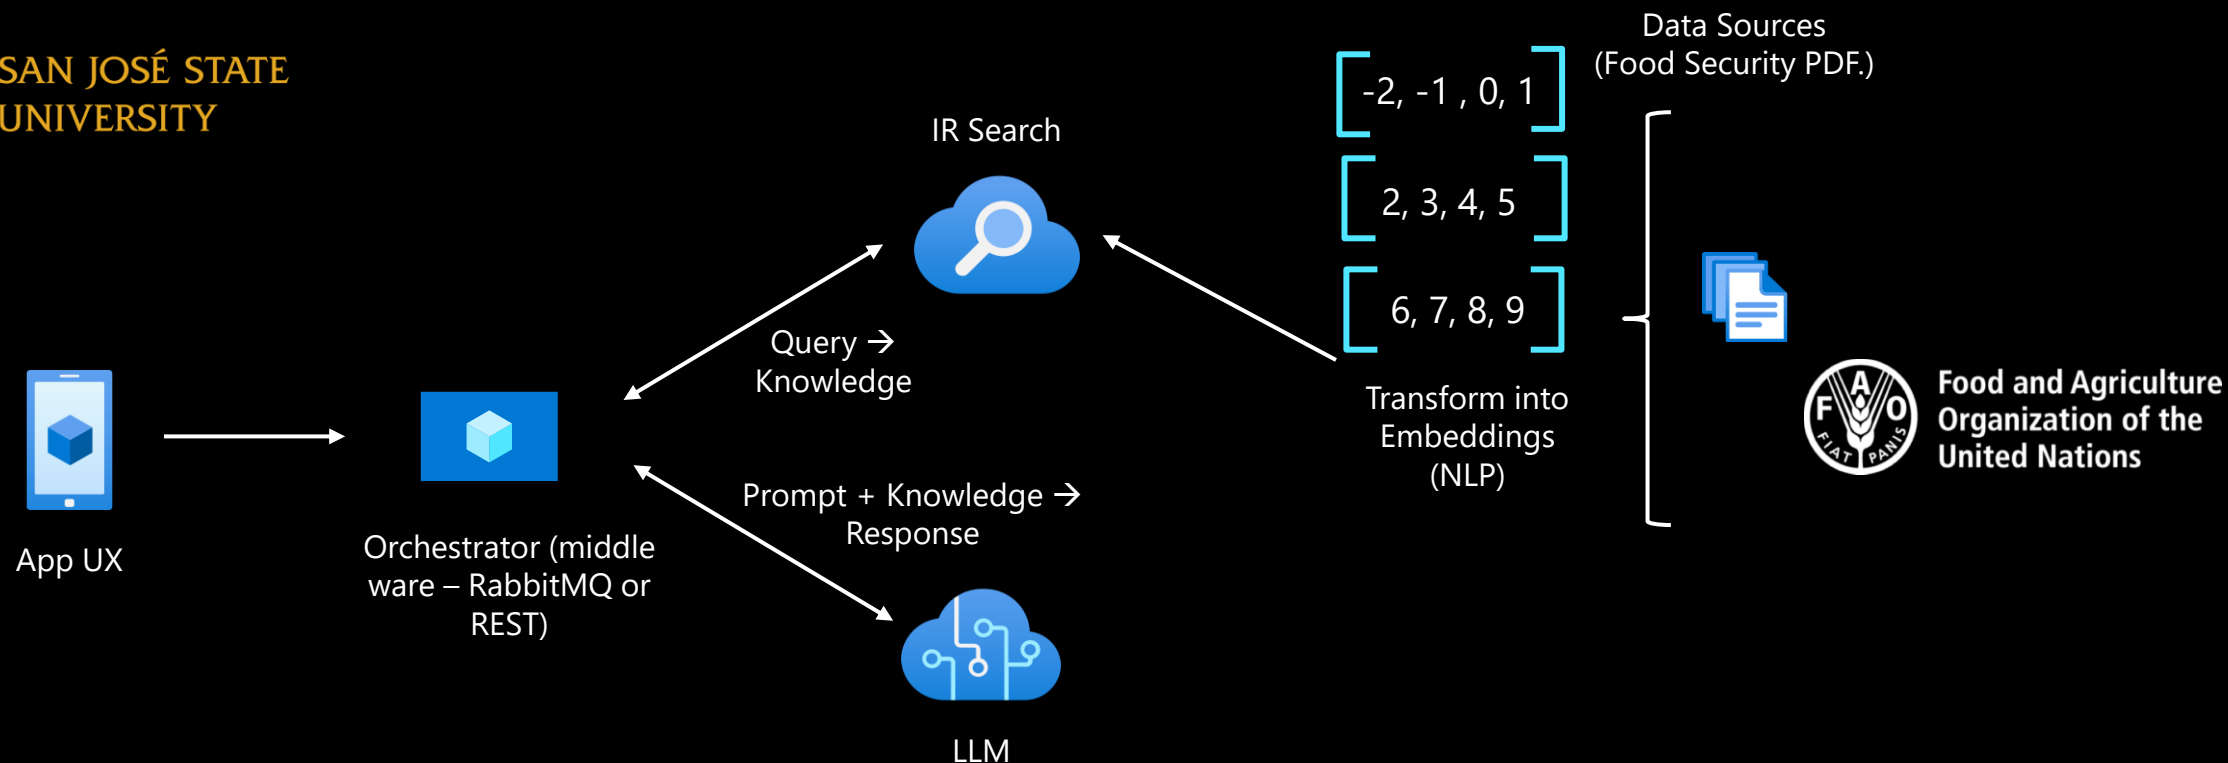 SAN JOSÉ STATE
UNIVERSITY
App UX
Orchestrator (middle
ware – RabbitMQ or
REST)
IR Search
Query →
Knowledge
Prompt + Knowledge →
Response
LLM
-2, -1 , 0, 1
2, 3, 4, 5
6, 7, 8, 9
Transform into
Embeddings
(NLP)
Data Sources
(Food Security PDF.)
F A O
FIAT PANIS
Food and Agriculture
Organization of the
United Nations